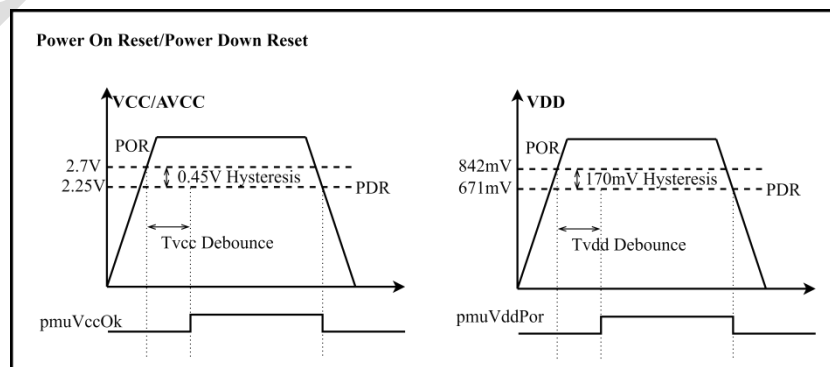 Power On Reset/Power Down Reset
VCC/AVCC
POR
2.7V
0.45V Hysteresis
2.25V
PDR
Tvcc Debounce
pmuVccOk
VDD
POR
842mV
170mV Hysteresis
671mV
PDR
Tvdd Debounce
pmuVddPor